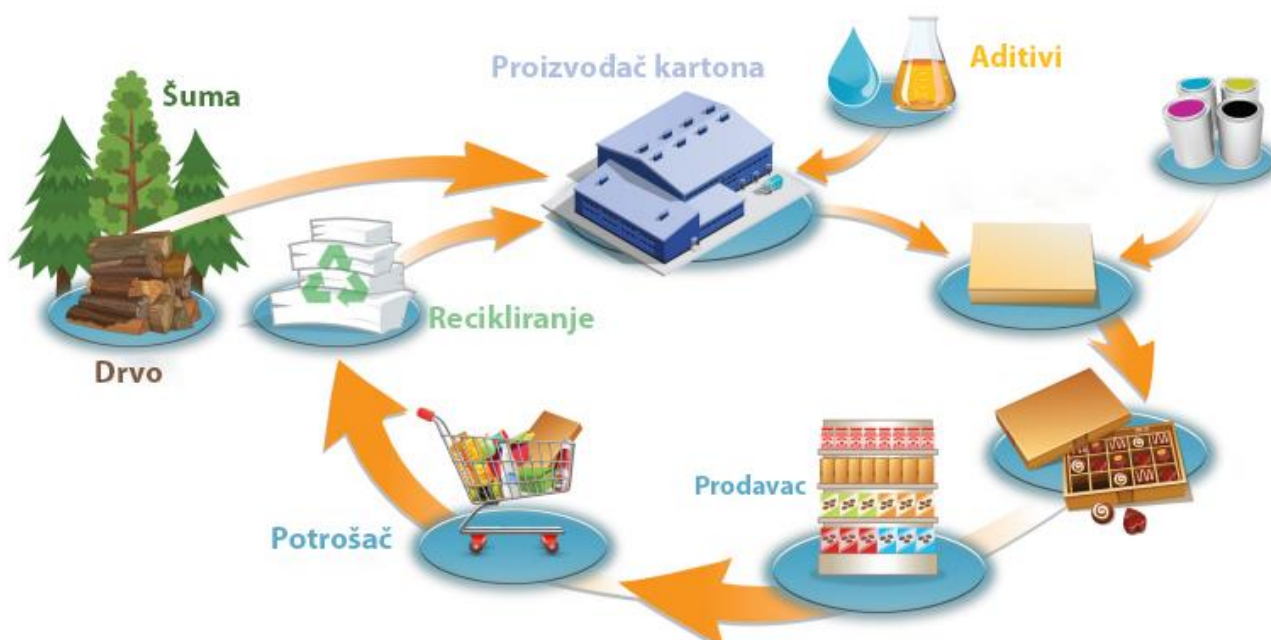 Šuma
Proizvođač kartona
Aditivi
Recikliranje
Drvo
Prodavac
Potrošač